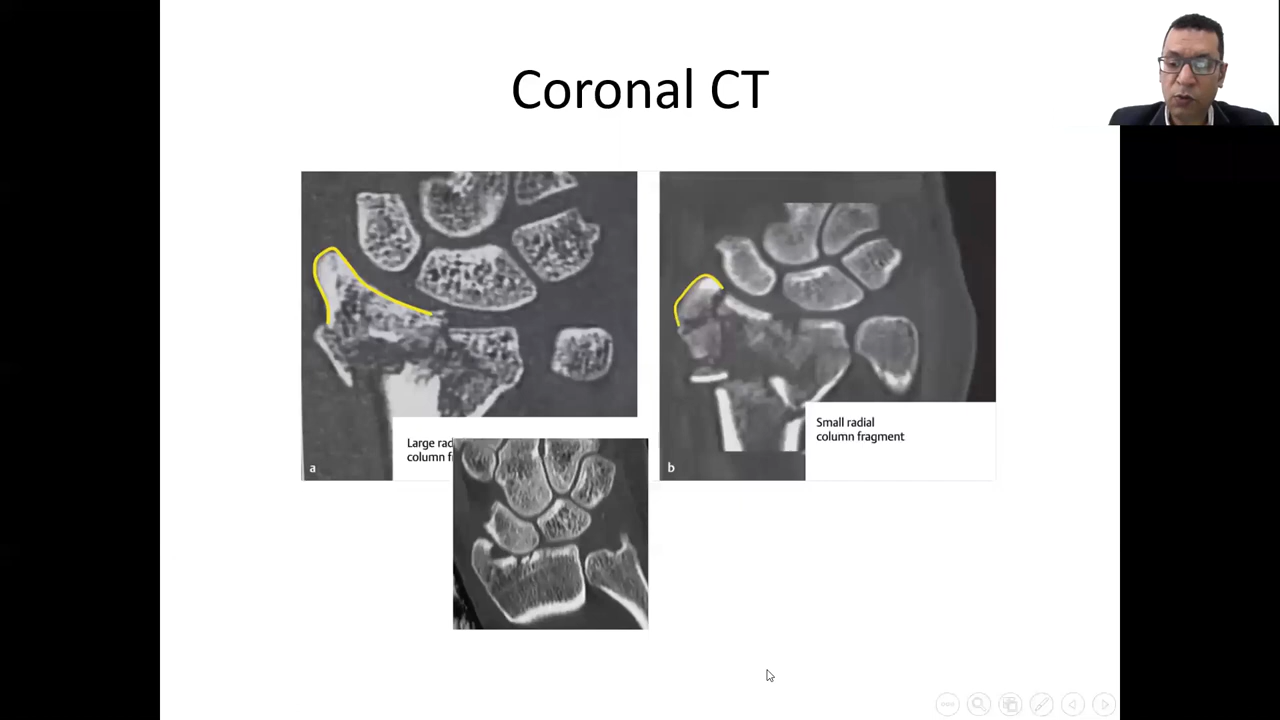 Coronal CT
Large rad
column f
a
b
Small radial
column fragment